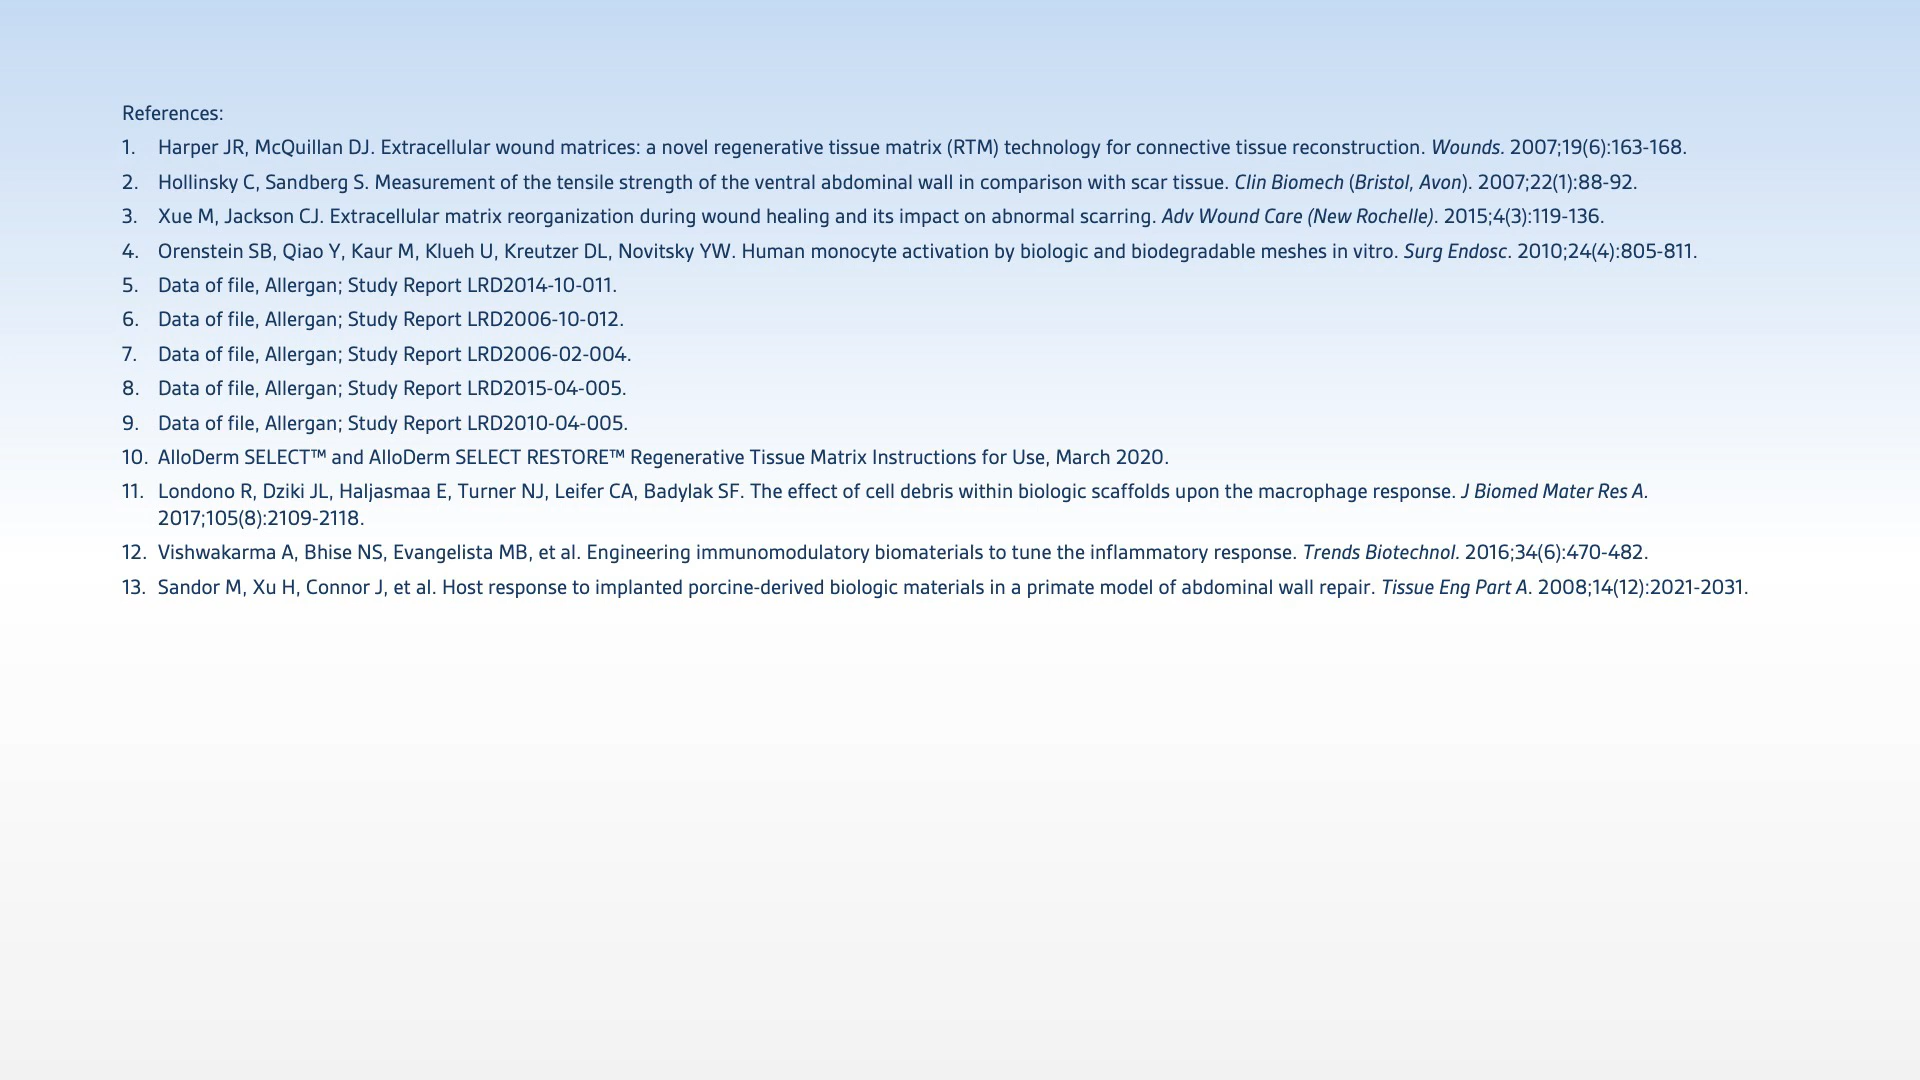 References:
1. Harper JR, McQuillan DJ. Extracellular wound matrices: a novel regenerative tissue matrix (RTM) technology for connective tissue reconstruction. Wounds. 2007;19(6):163-168.
2. Hollinsky C, Sandberg S. Measurement of the tensile strength of the ventral abdominal wall in comparison with scar tissue. Clin Biomech (Bristol, Avon). 2007;22(1):88-92.
3. Xue M, Jackson CJ. Extracellular matrix reorganization during wound healing and its impact on abnormal scarring. Adv Wound Care (New Rochelle). 2015;4(3):119-136.
4. Orenstein SB, Qiao Y, Kaur M, Klueh U, Kreutzer DL, Novitsky YW. Human monocyte activation by biologic and biodegradable meshes in vitro. Surg Endosc. 2010;24(4):805-811.
5. Data of file, Allergan; Study Report LRD2014-10-011.
6. Data of file, Allergan; Study Report LRD2006-10-012.
7. Data of file, Allergan; Study Report LRD2006-02-004.
8. Data of file, Allergan; Study Report LRD2015-04-005.
9. Data of file, Allergan; Study Report LRD2010-04-005.
10. AlloDerm SELECT™ and AlloDerm SELECT RESTORE™ Regenerative Tissue Matrix Instructions for Use, March 2020.
11. Londono R, Dziki JL, Haljasmaa E, Turner NJ, Leifer CA, Badylak SF. The effect of cell debris within biologic scaffolds upon the macrophage response. J Biomed Mater Res A.
2017;105(8):2109-2118.
12. Vishwakarma A, Bhise NS, Evangelista MB, et al. Engineering immunomodulatory biomaterials to tune the inflammatory response. Trends Biotechnol. 2016;34(6):470-482.
13. Sandor M, Xu H, Connor J, et al. Host response to implanted porcine-derived biologic materials in a primate model of abdominal wall repair. Tissue Eng Part A. 2008;14(12):2021-2031.